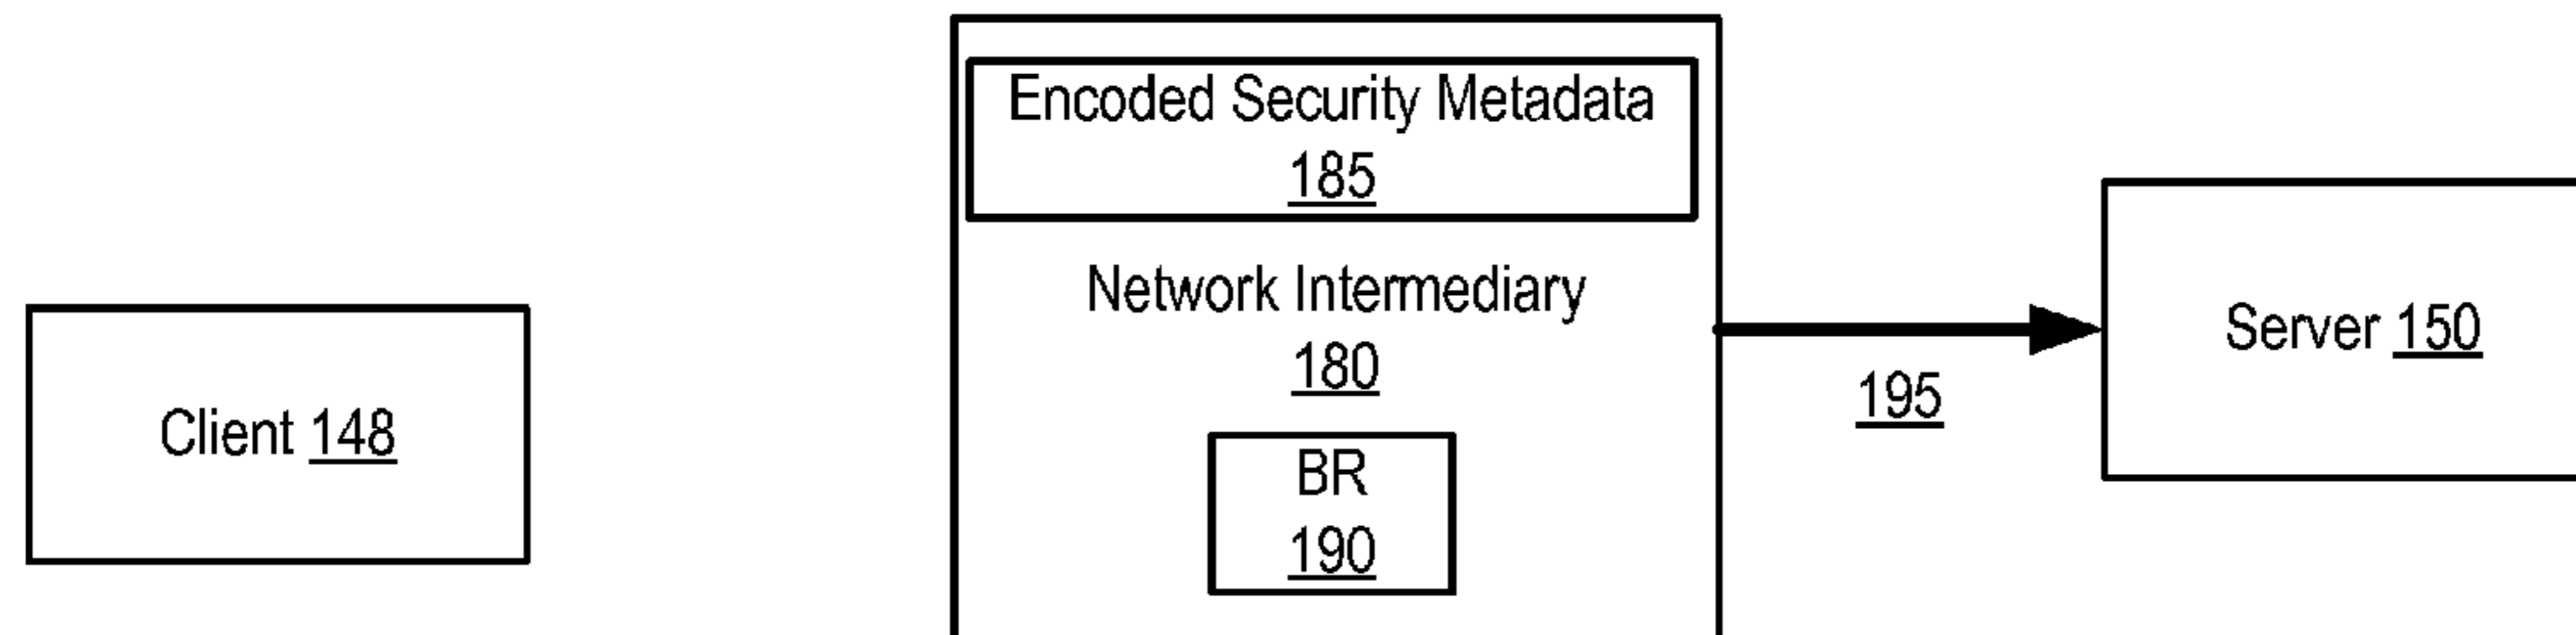 Encoded Security Metadata
185
Network Intermediary
180
BR
190
Client 148
195
Server 150